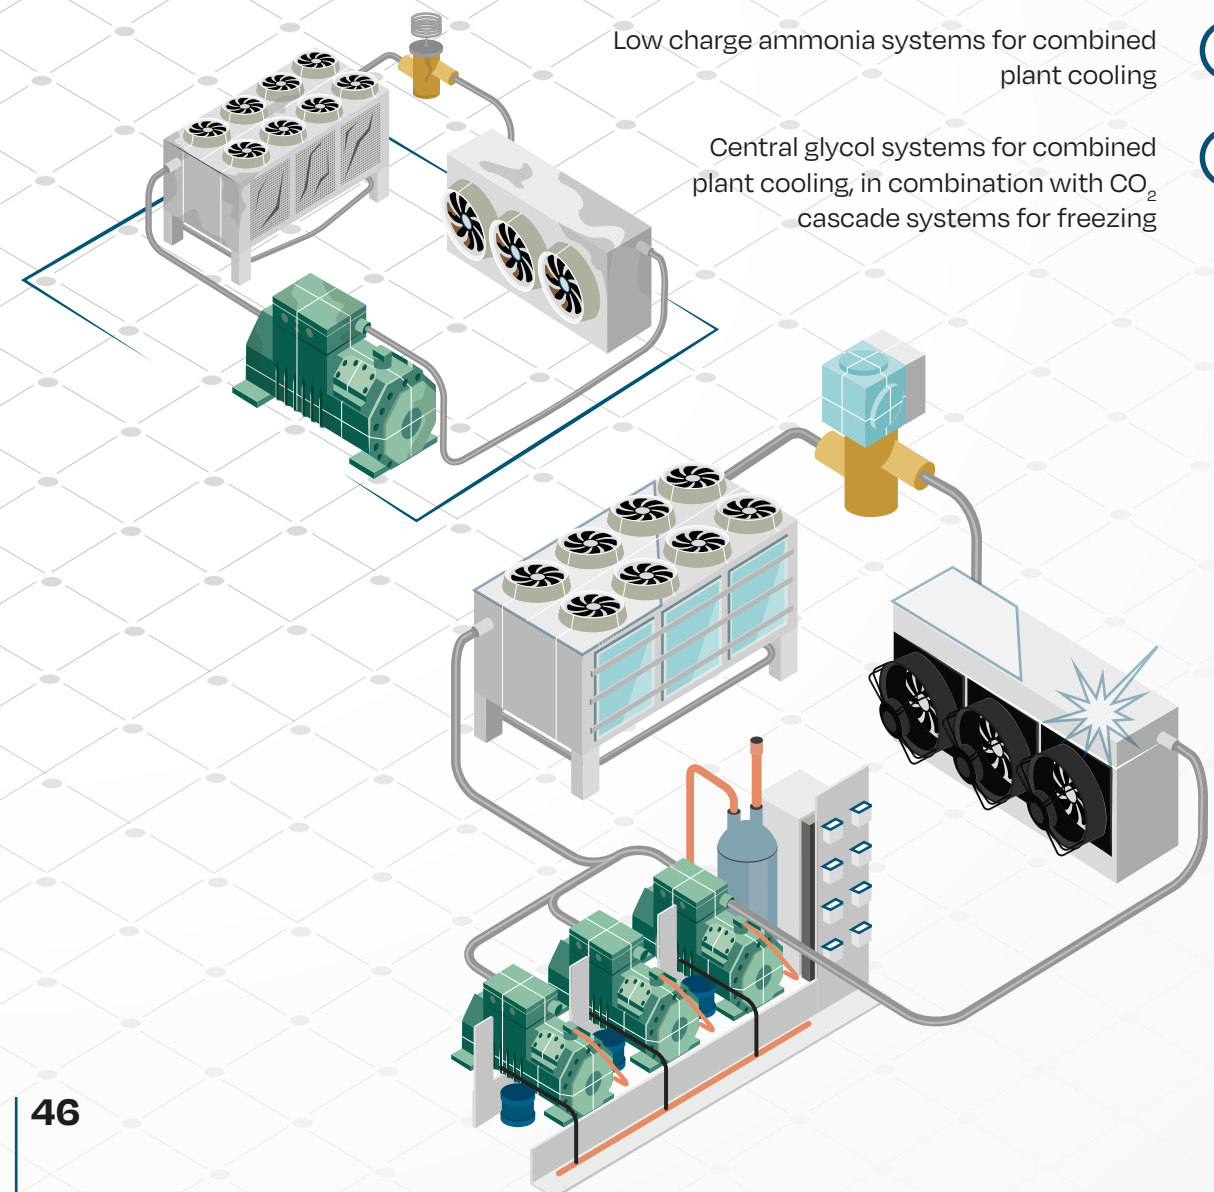 Low charge ammonia systems for combined
plant cooling
Central glycol systems for combined
plant cooling, in combination with CO₂
cascade systems for freezing
46